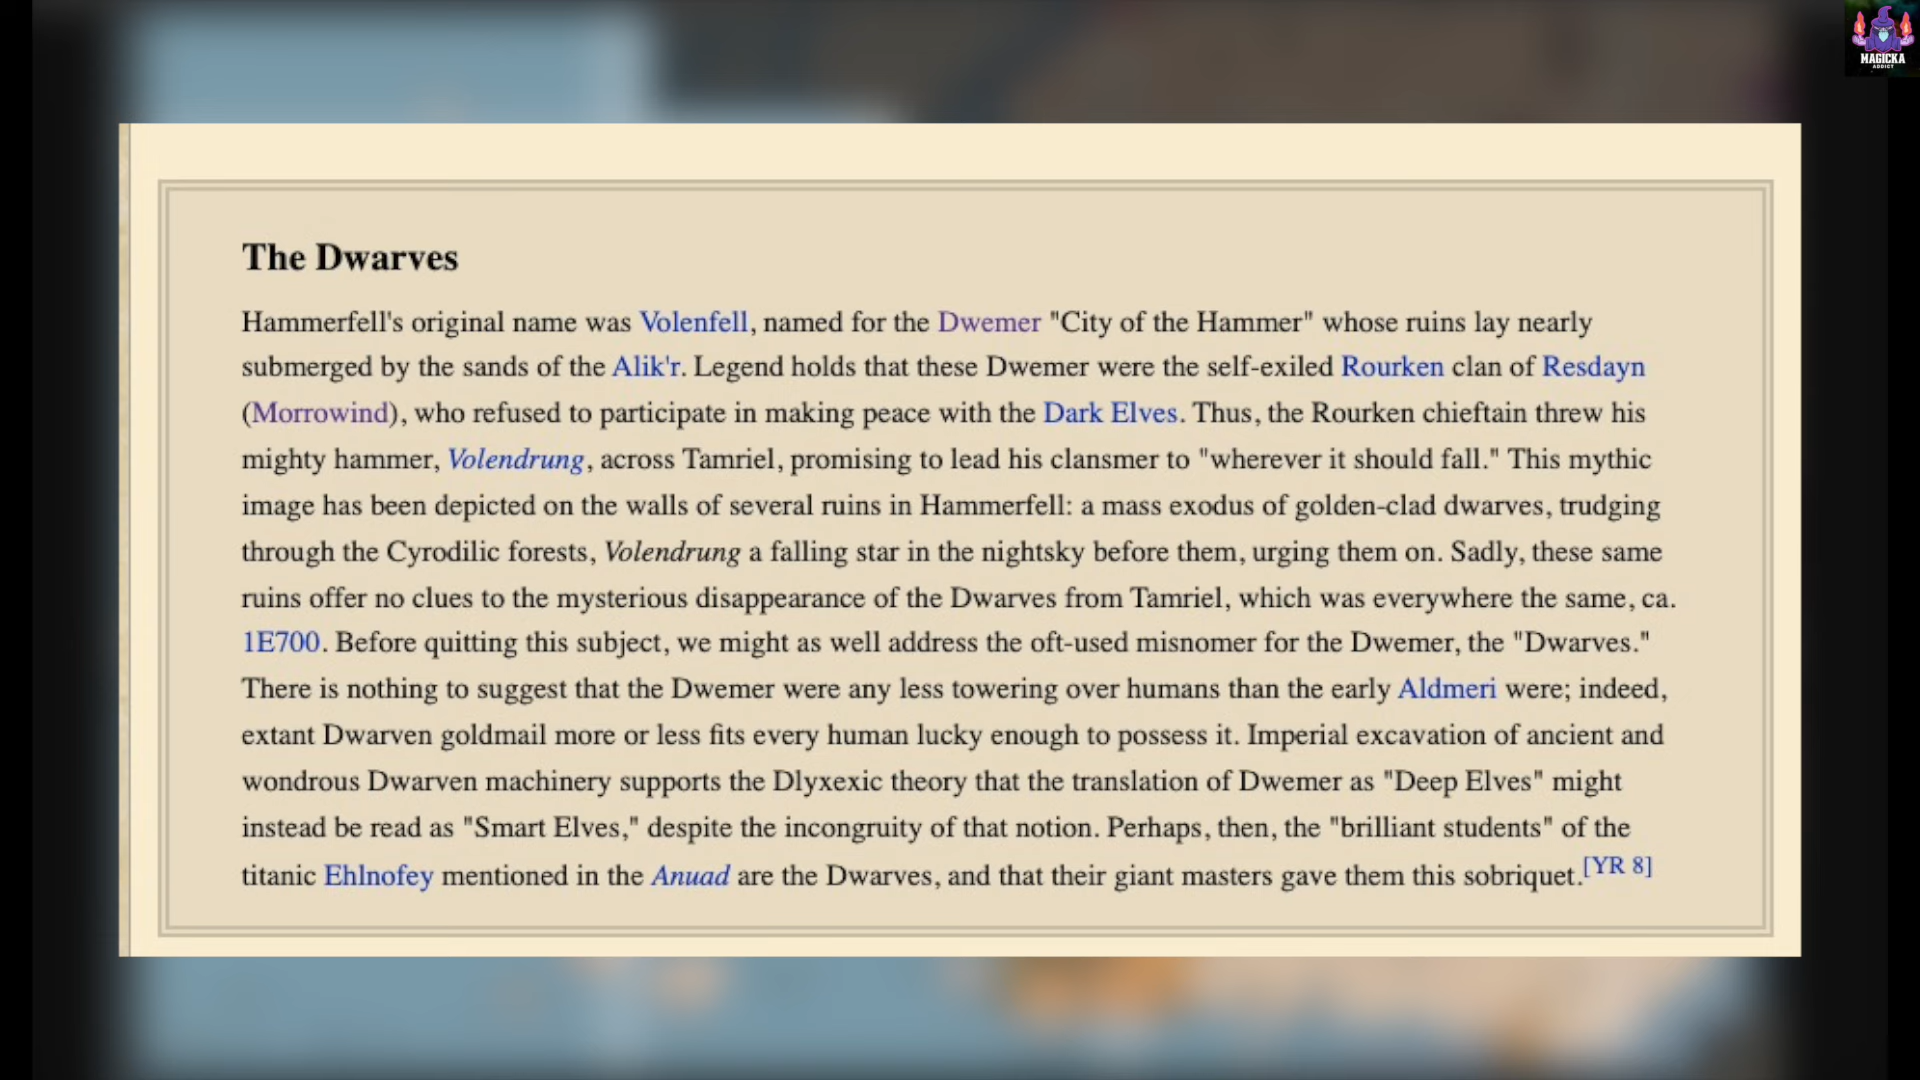 MAGICKA
ADDICT
The Dwarves
Hammerfell's original name was Volenfell, named for the Dwemer "City of the Hammer" whose ruins lay nearly
submerged by the sands of the Alik'r. Legend holds that these Dwemer were the self-exiled Rourken clan of Resdayn
(Morrowind), who refused to participate in making peace with the Dark Elves. Thus, the Rourken chieftain threw his
mighty hammer, Volendrung, across Tamriel, promising to lead his clansmer to "wherever it should fall." This mythic
image has been depicted on the walls of several ruins in Hammerfell: a mass exodus of golden-clad dwarves, trudging
through the Cyrodilic forests, Volendrung a falling star in the nightsky before them, urging them on. Sadly, these same
ruins offer no clues to the mysterious disappearance of the Dwarves from Tamriel, which was everywhere the same, ca.
1E700. Before quitting this subject, we might as well address the oft-used misnomer for the Dwemer, the "Dwarves."
There is nothing to suggest that the Dwemer were any less towering over humans than the early Aldmeri were; indeed,
extant Dwarven goldmail more or less fits every human lucky enough to possess it. Imperial excavation of ancient and
wondrous Dwarven machinery supports the Dlyxexic theory that the translation of Dwemer as "Deep Elves" might
instead be read as "Smart Elves," despite the incongruity of that notion. Perhaps, then, the "brilliant students" of the
titanic Ehlnofey mentioned in the Anuad are the Dwarves, and that their giant masters gave them this sobriquet.[YR 8]